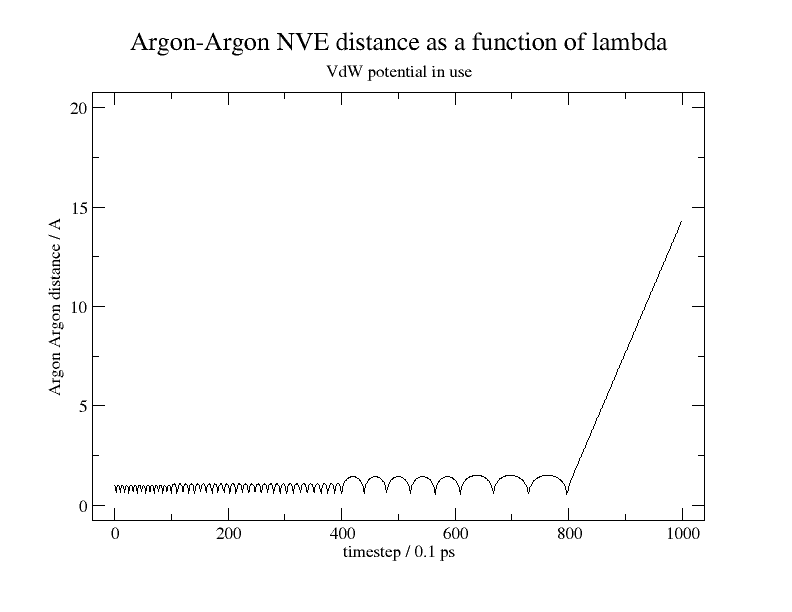 Argon-Argon NVE distance as a function of lambda
VdW potential in use
20
15
10
5
0
Argon Argon distance / A
0 200 400 600 800 1000
timestep / 0.1 ps